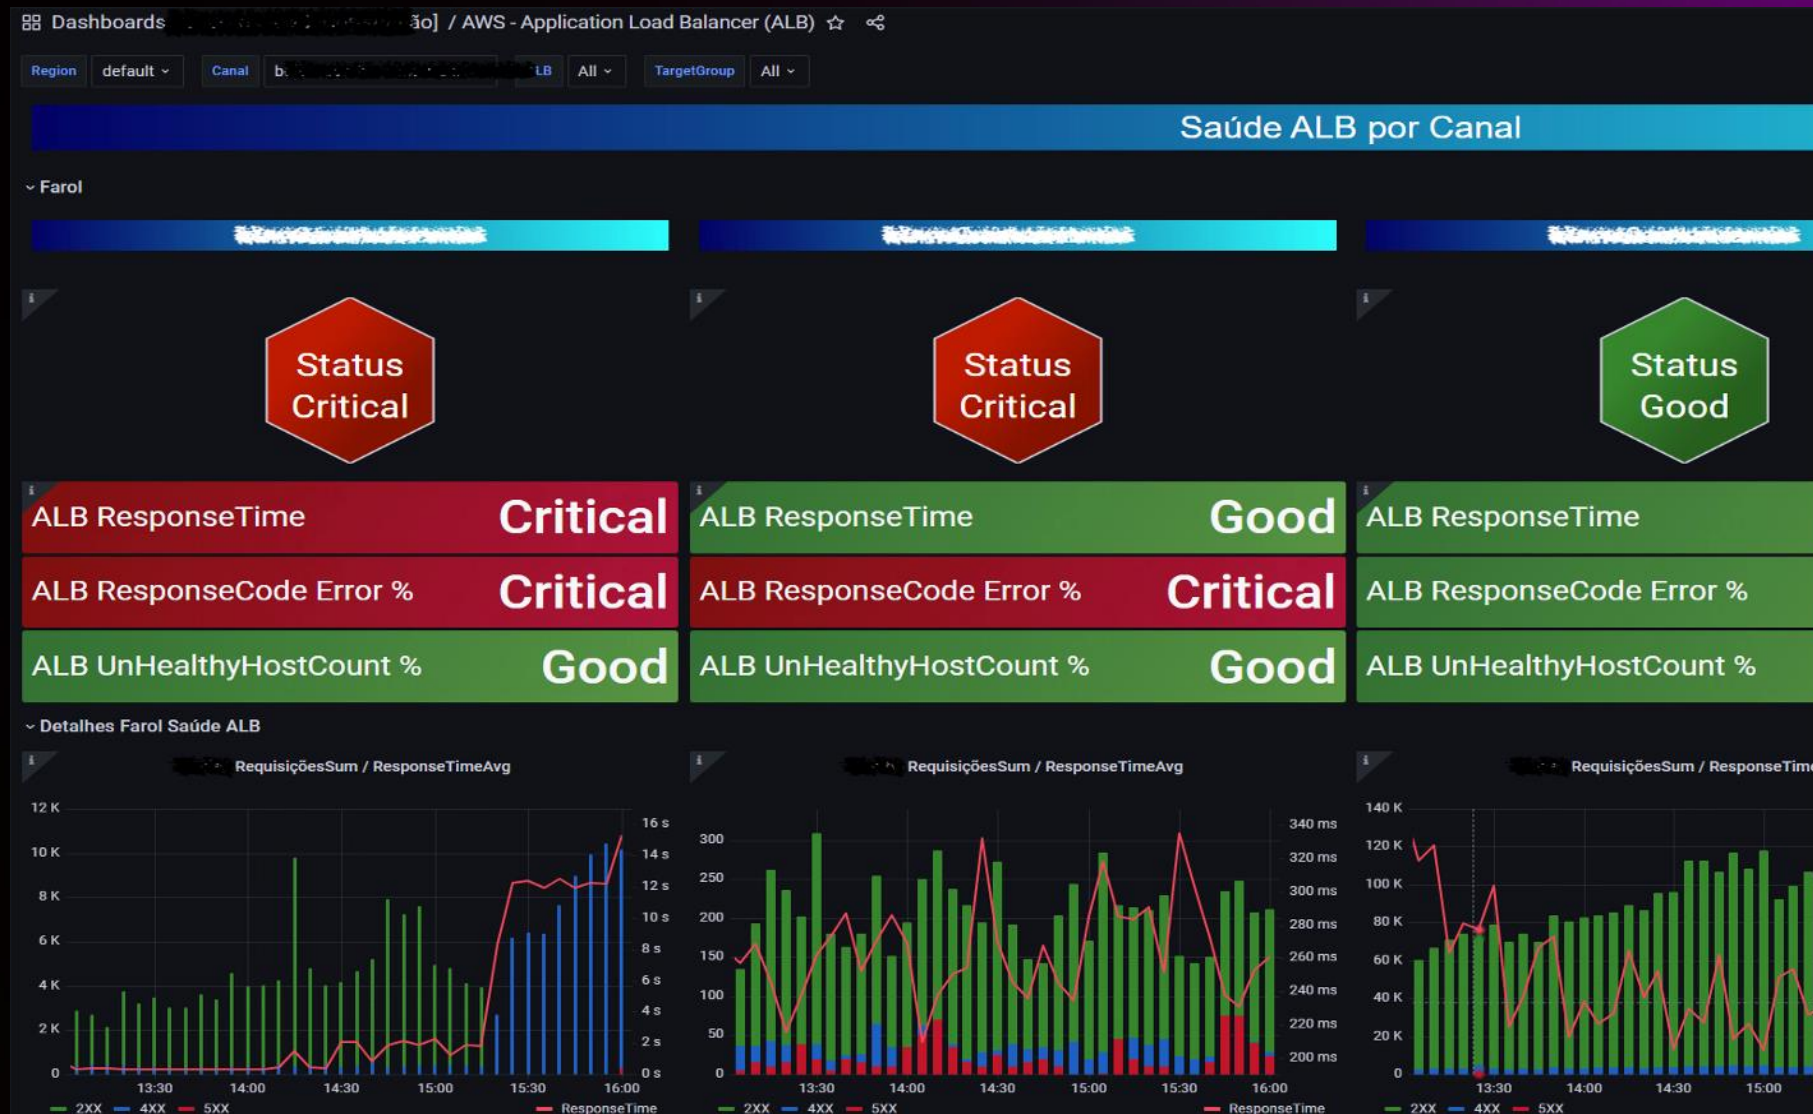 Dashboards ão] / AWS - Application Load Balancer (ALB)
Region default Canal b LB All TargetGroup All
Saúde ALB por Canal
Farol
Status Critical
Status Critical
Status Good
ALB ResponseTime Critical
ALB ResponseCode Error % Critical
ALB UnHealthyHostCount % Good
ALB ResponseTime Good
ALB ResponseCode Error % Critical
ALB UnHealthyHostCount % Good
ALB ResponseTime
ALB ResponseCode Error %
ALB UnHealthyHostCount %
Detalhes Farol Saúde ALB
RequisiçõesSum / ResponseTimeAvg
12 K
10 K
8 K
6 K
4 K
2 K
0
16 s
14 s
12 s
10 s
8 s
6 s
4 s
2 s
0 s
13:30 14:00 14:30 15:00 15:30 16:00
2XX 4XX 5XX ResponseTime
RequisiçõesSum / ResponseTimeAvg
300
250
200
150
100
50
0
340 ms
320 ms
300 ms
280 ms
260 ms
240 ms
220 ms
200 ms
13:30 14:00 14:30 15:00 15:30 16:00
2XX 4XX 5XX ResponseTime
RequisiçõesSum / ResponseTime
140 K
120 K
100 K
80 K
60 K
40 K
20 K
0
13:30 14:00 14:30 15:00
2XX 4XX 5XX